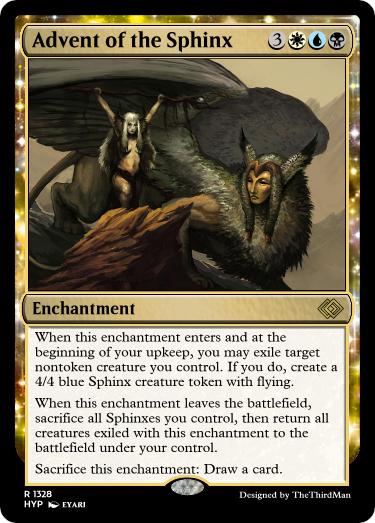 Advent of the Sphinx 3
Enchantment
When this enchantment enters and at the
beginning of your upkeep, you may exile target
nontoken creature you control. If you do, create a
4/4 blue Sphinx creature token with flying.
When this enchantment leaves the battlefield,
sacrifice all Sphinxes you control, then return all
creatures exiled with this enchantment to the
battlefield under your control.
Sacrifice this enchantment: Draw a card.
R 1328
HYP EYARI
Designed by TheThirdMan